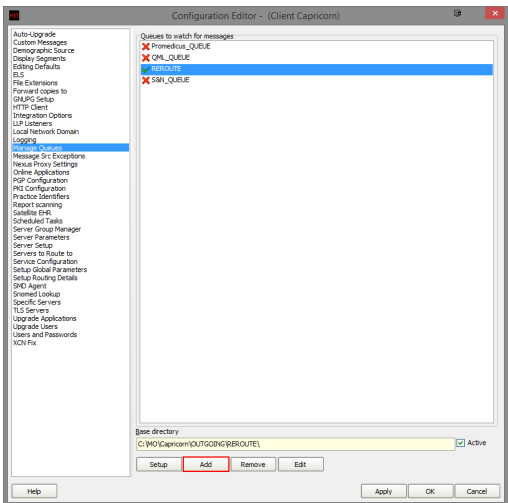 Configuration Editor - (Client Capricorn)
Auto-Upgrade
Custom Messages
Demographic Source
Display Segments
Editing Defaults
ELS
File Extensions
Forward copies to
GNUPG Setup
HTTP Client
Integration Options
LLP Listeners
Local Network Domain
Logging
Manage Queues
Message Src Exceptions
Nexus Proxy Settings
Online Applications
PGP Configuration
PKI Configuration
Practice Identifiers
Report scanning
Satellite EHR
Scheduled Tasks
Server Group Manager
Server Parameters
Server Setup
Servers to Route to
Service Configuration
Setup Global Parameters
Setup Routing Details
SMD Agent
Snomed Lookup
Specific Servers
TLS Servers
Upgrade Applications
Upgrade Users
Users and Passwords
XCN Fix
Queues to watch for messages
Promedicus_QUEUE
QML_QUEUE
REROUTE
S&N_QUEUE
Base directory
C:\MO\Capricorn\OUTGOING\REROUTE\
Active
Setup Add Remove Edit
Help Apply OK Cancel